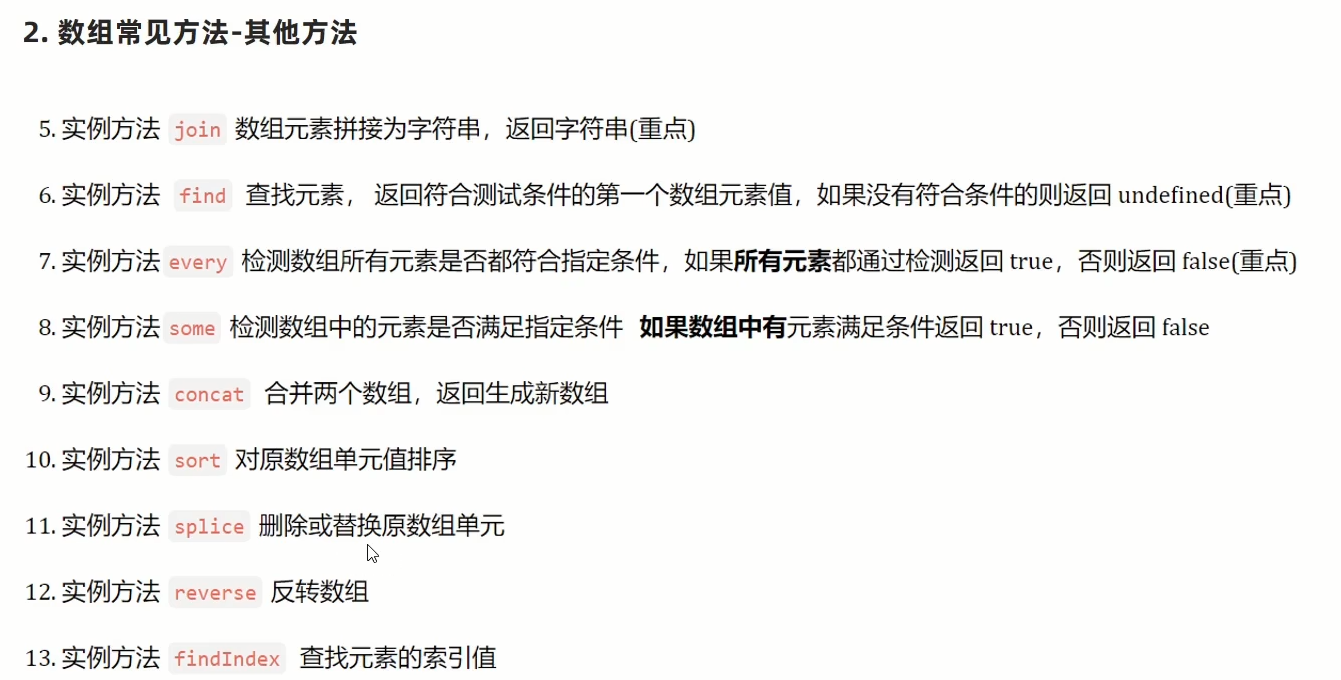 2. 数组常见方法-其他方法
5. 实例方法 join 数组元素拼接为字符串，返回字符串(重点)
6. 实例方法 find 查找元素， 返回符合测试条件的第一个数组元素值，如果没有符合条件的则返回 undefined(重点)
7. 实例方法 every 检测数组所有元素是否都符合指定条件，如果所有元素都通过检测返回 true，否则返回 false(重点)
8. 实例方法 some 检测数组中的元素是否满足指定条件 如果数组中有元素满足条件返回 true，否则返回 false
9. 实例方法 concat 合并两个数组，返回生成新数组
10. 实例方法 sort 对原数组单元值排序
11. 实例方法 splice 删除或替换原数组单元
12. 实例方法 reverse 反转数组
13. 实例方法 findIndex 查找元素的索引值